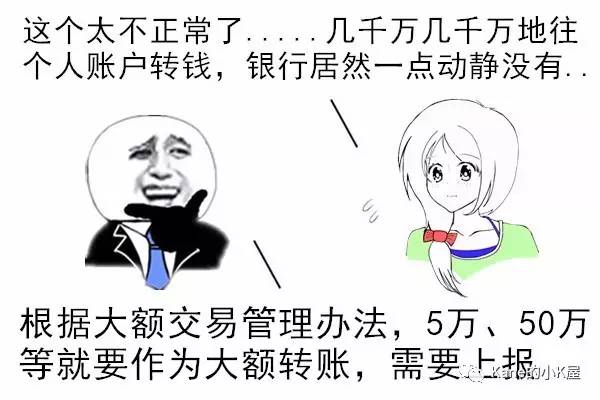 这个太不正常了.....几千万几千万地往
个人账户转钱，银行居然一点动静没有..
根据大额交易管理办法，5万、50万
等就要作为大额转账，需要上报
Kane的小K屋